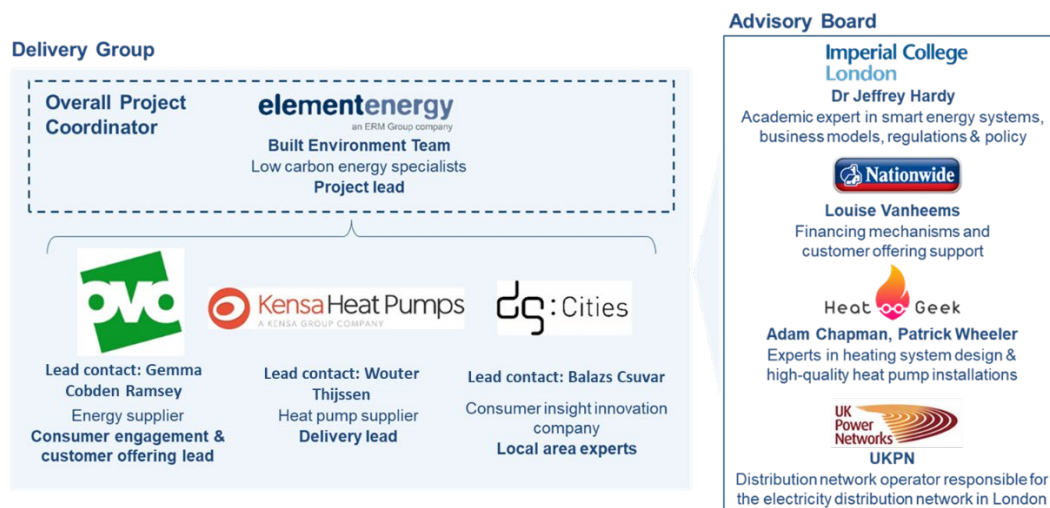 Delivery Group
Overall Project
Coordinator
elementenergy
an ERM Group company
Built Environment Team
Low carbon energy specialists
Project lead
ovo
Lead contact: Gemma
Cobden Ramsey
Energy supplier
Consumer engagement &
customer offering lead
Kensa Heat Pumps
A KENSA GROUP COMPANY
Lead contact: Wouter
Thijssen
Heat pump supplier
Delivery lead
dg:Cities
Lead contact: Balazs Csuvar
Consumer insight innovation
company
Local area experts
Advisory Board
Imperial College
London
Dr Jeffrey Hardy
Academic expert in smart energy systems,
business models, regulations & policy
Nationwide
Louise Vanheems
Financing mechanisms and
customer offering support
Heat Geek
Adam Chapman, Patrick Wheeler
Experts in heating system design &
high-quality heat pump installations
UK
Power
Networks
UKPN
Distribution network operator responsible for
the electricity distribution network in London